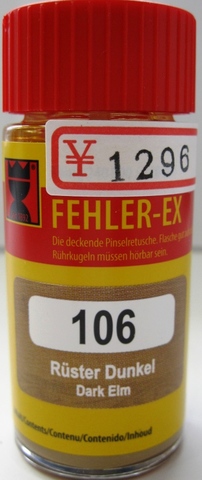 ¥ 1296
FEHLER-EX
Die deckende Pinselretusche. Flasche gut
Rührkugeln müssen hörbar sein.
106
Rüster Dunkel
Dark Elm
/Contents/Contenu/Contenido/Inhoud